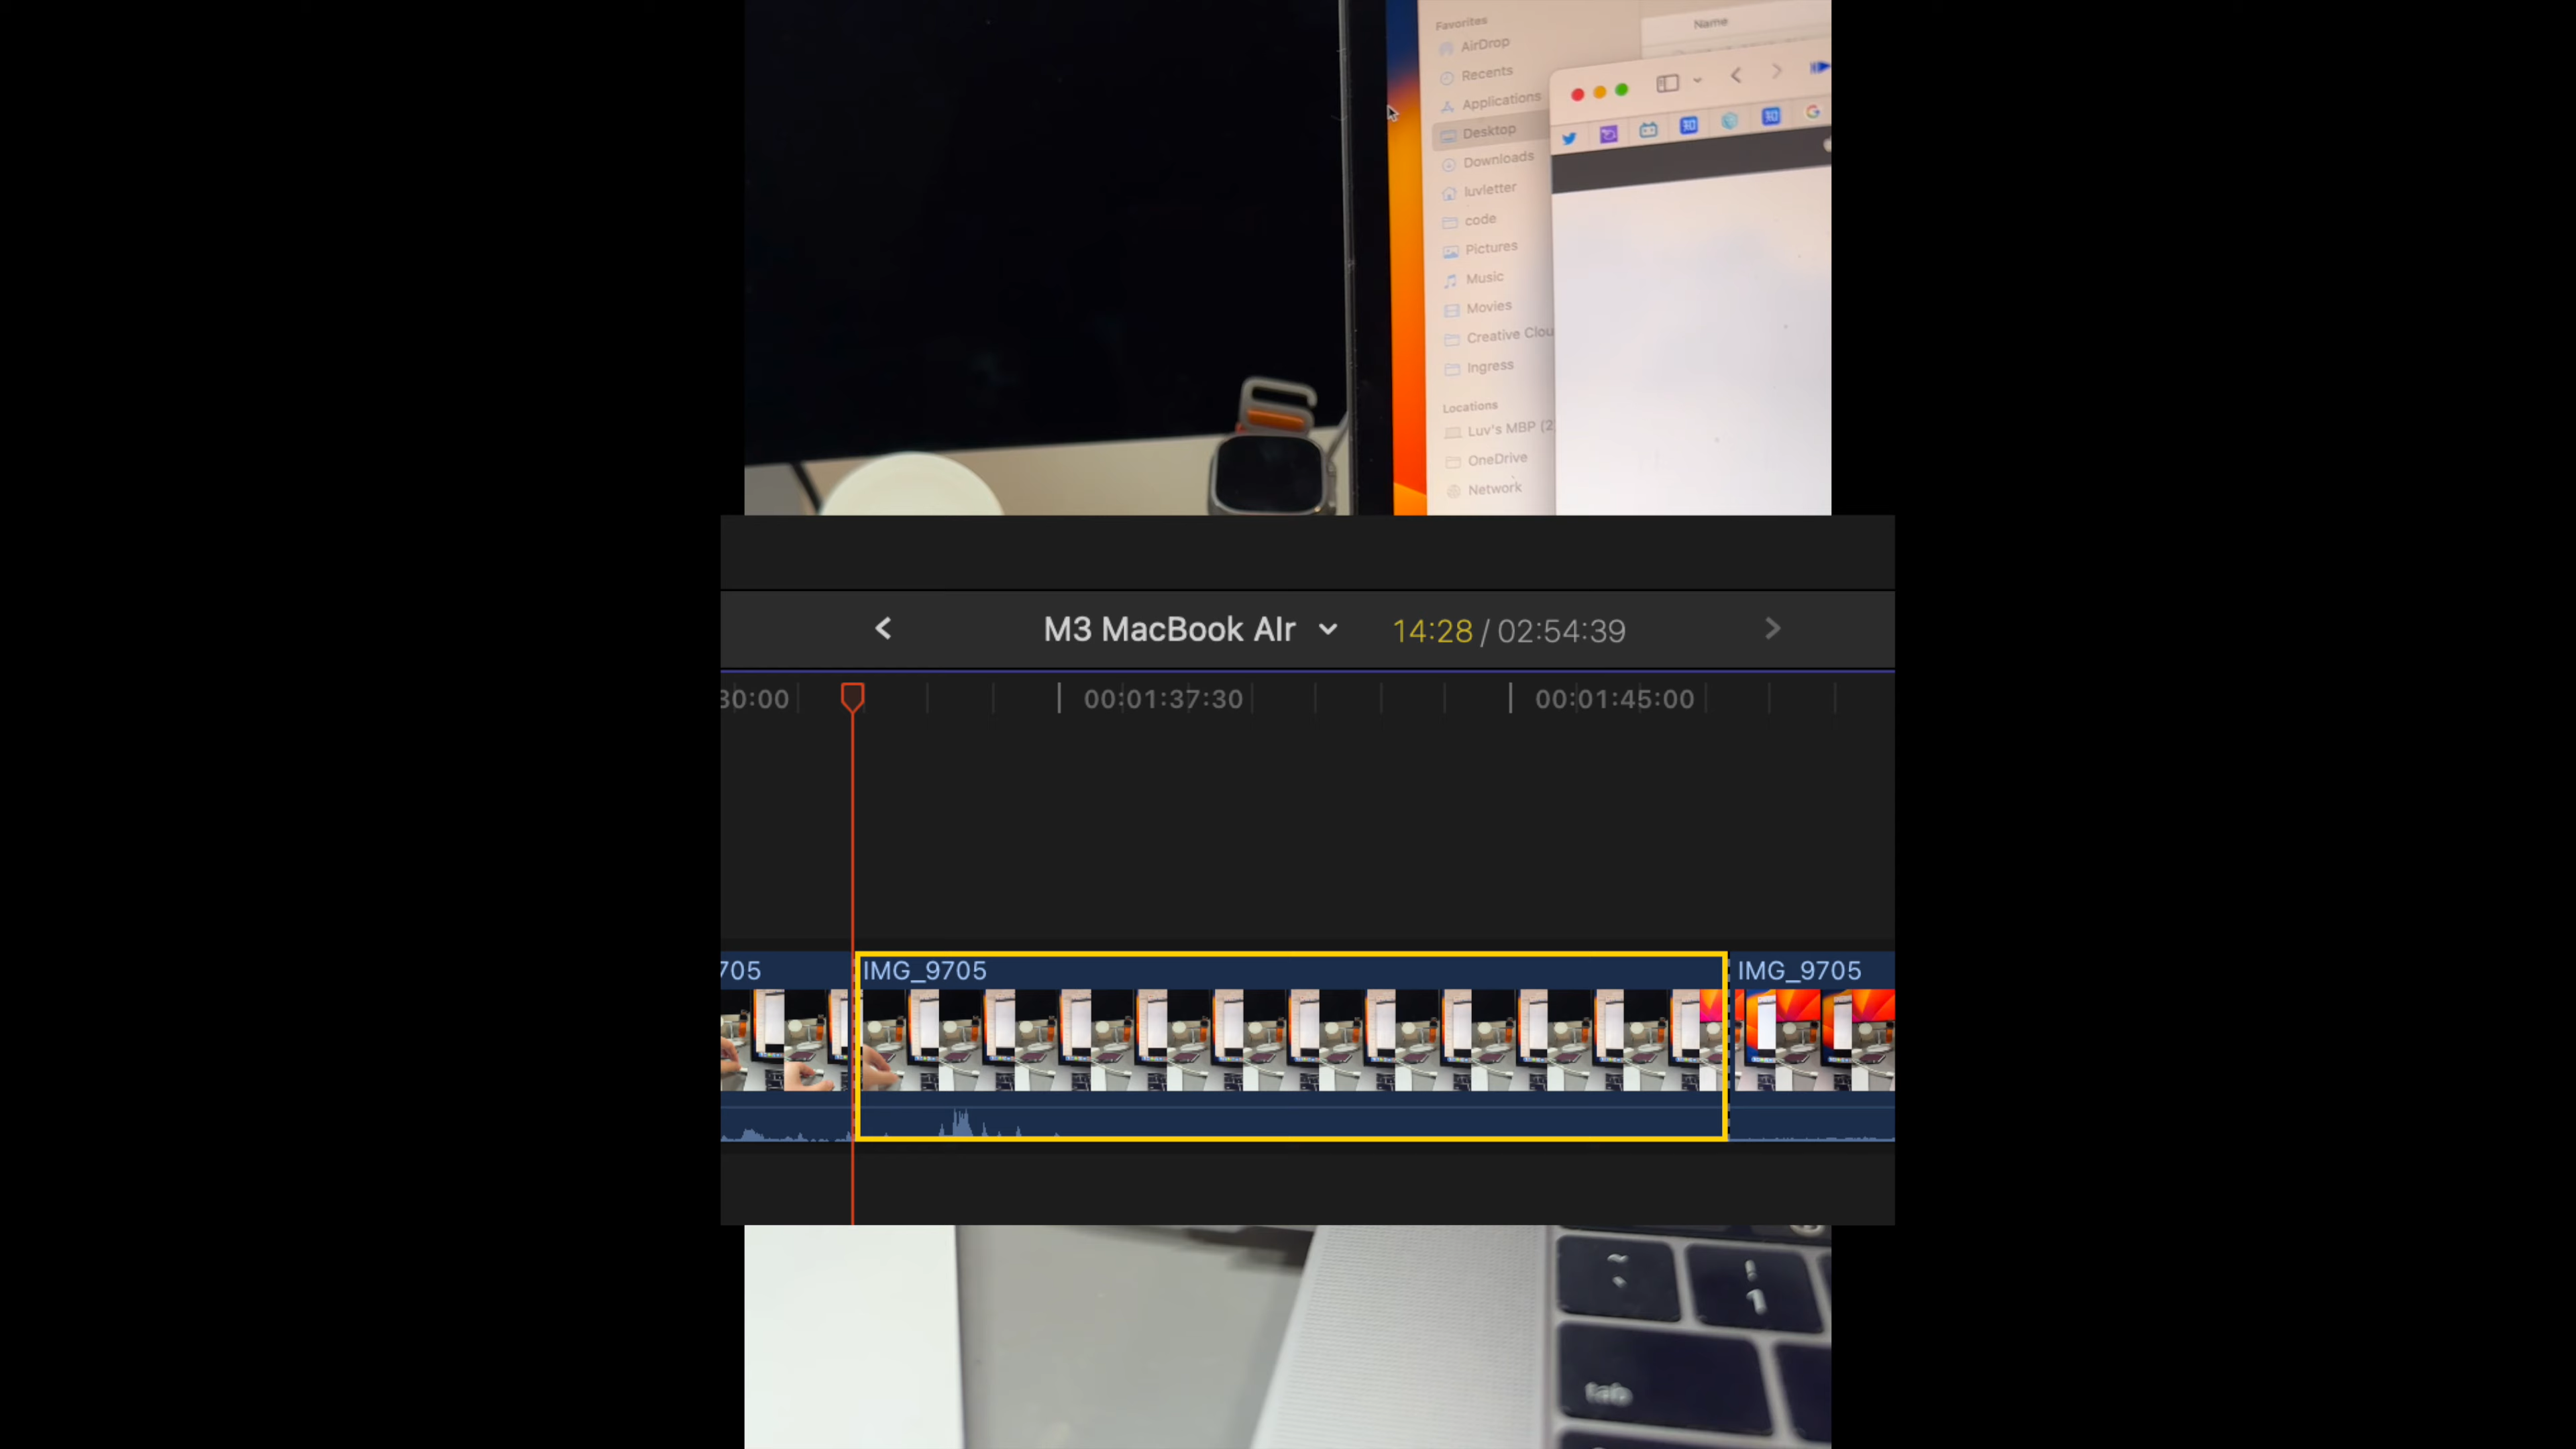 Favorites
Name
AirDrop
Recents
Applications
Desktop
Downloads
luvletter
code
Pictures
Music
Movies
Creative Clou
Ingress
Locations
Luv's MBP (2
OneDrive
Network
M3 MacBook AIr
14:28 / 02:54:39
30:00
00:01:37:30
00:01:45:00
705
IMG_9705
IMG_9705
~
`
!
1
tab